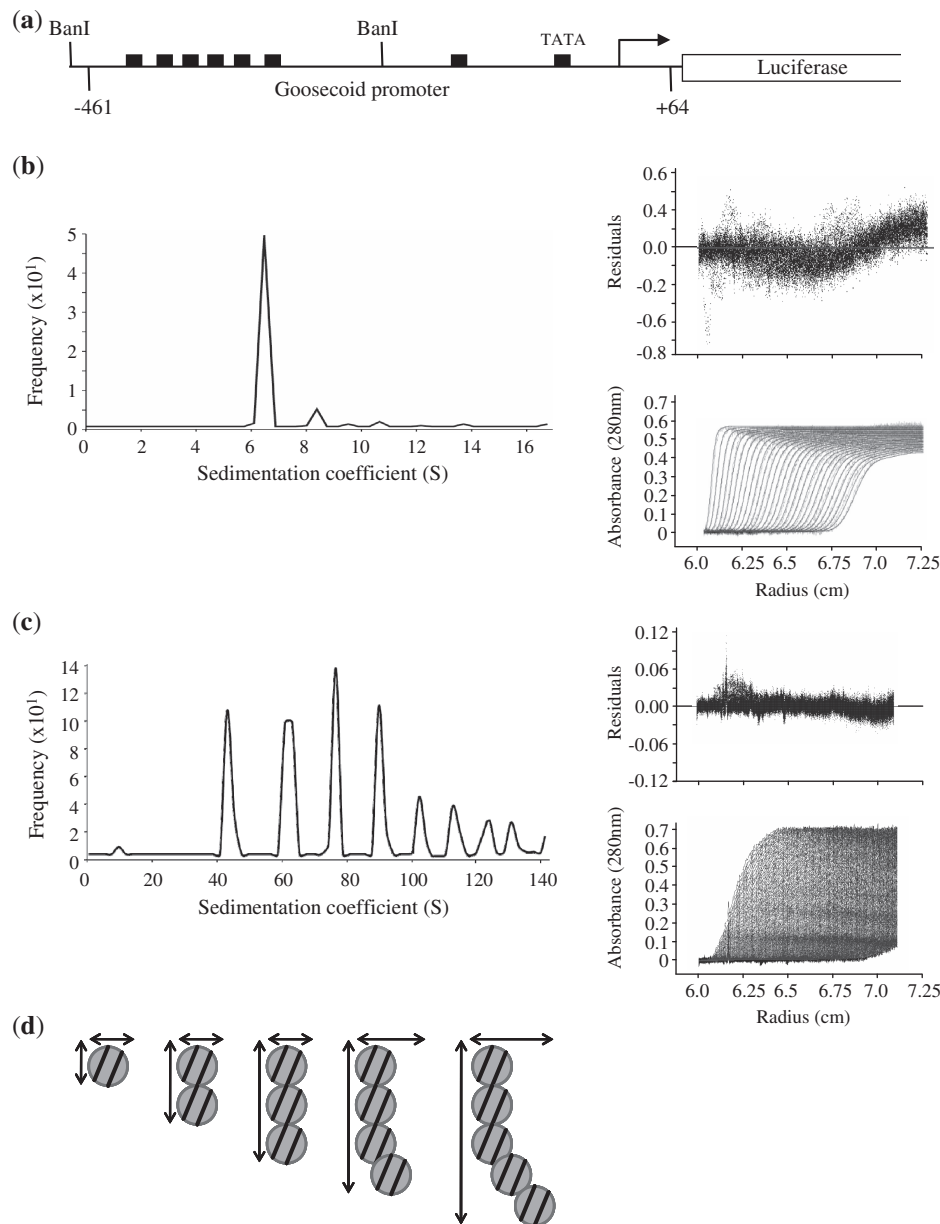 (a)
BanI BanI TATA
Goosecoid promoter Luciferase
-461 +64
(b)
5
4
3
2
1
0
Frequency (x10¹)
0 2 4 6 8 10 12 14 16
Sedimentation coefficient (S)
0.6
0.4
0.0
-0.2
-0.6
-0.8
Residuals
0.7
0.6
0.5
0.4
0.3
0.2
0.1
0
Absorbance (280nm)
6.0 6.25 6.25 6.75 7.0 7.25
Radius (cm)
(c)
14
12
10
8
6
4
2
0
Frequency (x10¹)
0 20 40 60 80 100 120 140
Sedimentation coefficient (S)
0.12
0.06
0.00
-0.06
-0.12
Residuals
0.7
0.6
0.5
0.4
0.3
0.2
0.1
0
Absorbance (280nm)
6.0 6.25 6.25 6.75 7.0 7.25
Radius (cm)
(d)